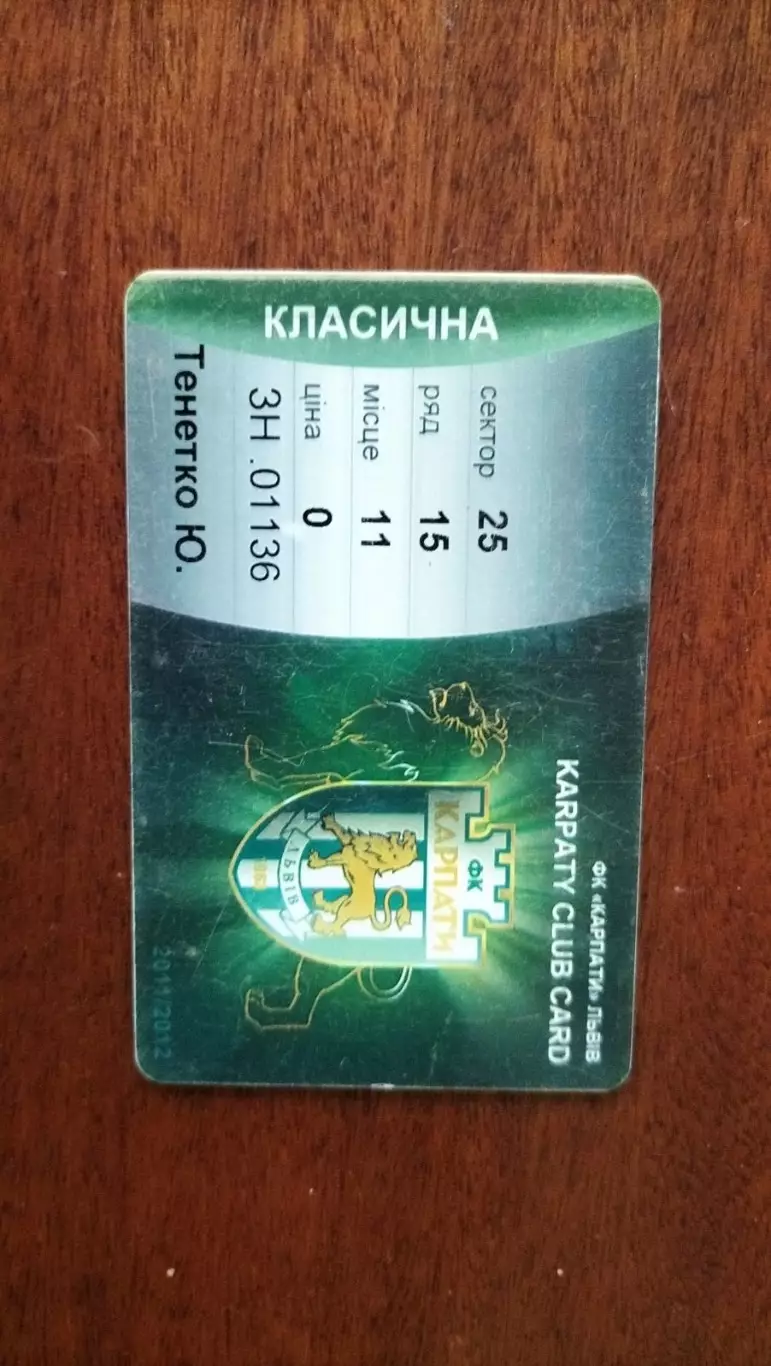 КЛАСИЧНА
сектор 25
ряд 15
місце 11
ціна 0
ЗН .01136
Тенетко Ю.
ФК «КАРПАТИ» ЛЬВІВ
KARPATY CLUB CARD
ФК
КАРПАТИ
ЛЬВІВ
1963
2011/2012